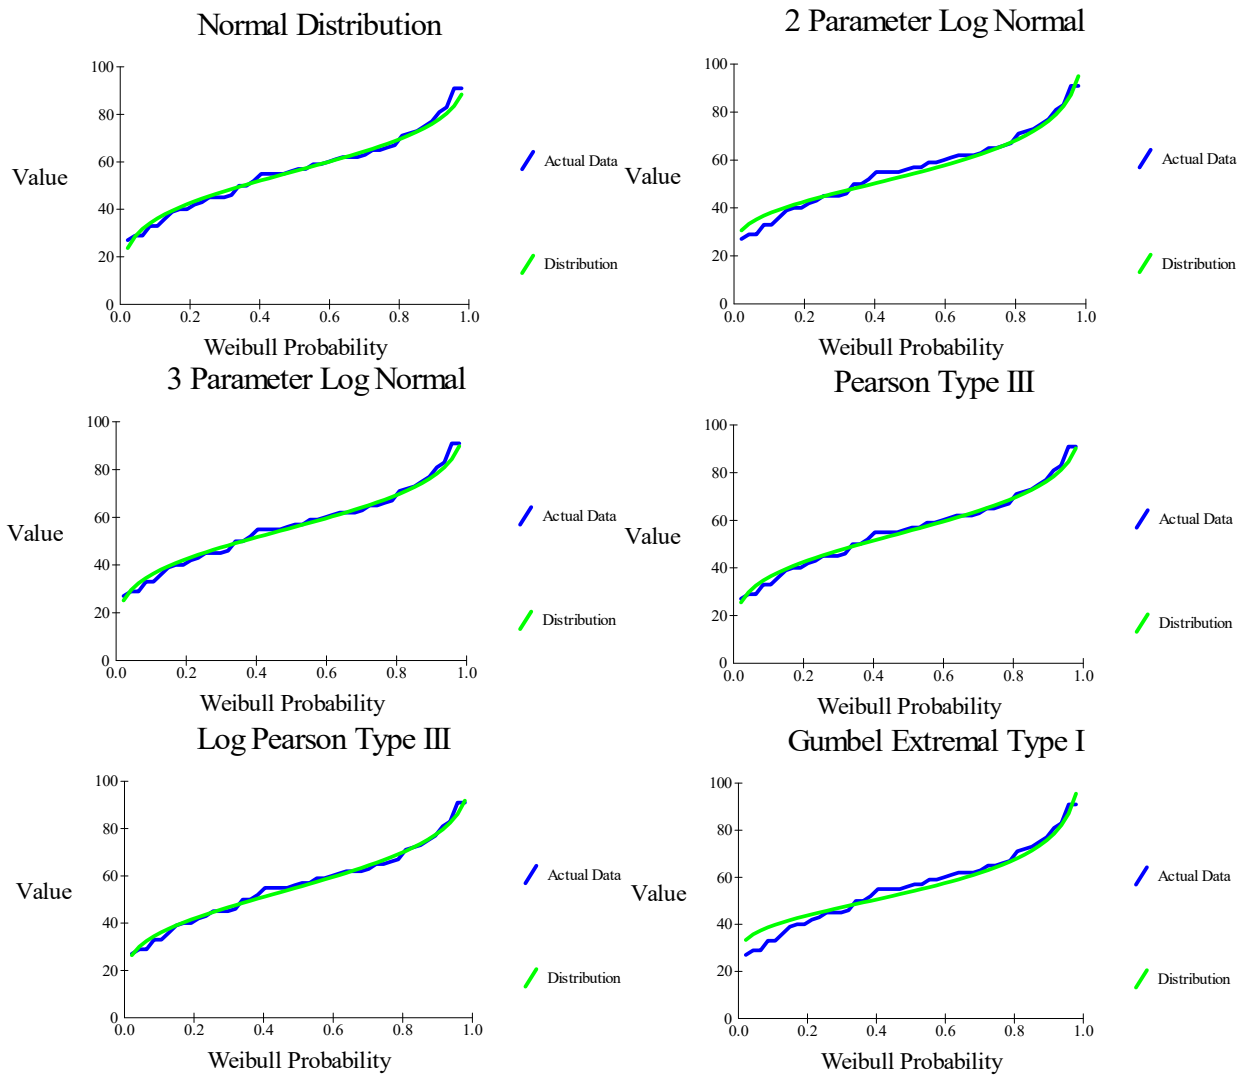 Normal Distribution
100
80
60
40
20
0
0.0 0.2 0.4 0.6 0.8 1.0
Value
Weibull Probability
Actual Data
Distribution
2 Parameter Log Normal
100
80
60
40
20
0
0.0 0.2 0.4 0.6 0.8 1.0
Value
Weibull Probability
Actual Data
Distribution
3 Parameter Log Normal
100
80
60
40
20
0
0.0 0.2 0.4 0.6 0.8 1.0
Value
Weibull Probability
Actual Data
Distribution
Pearson Type III
100
80
60
40
20
0
0.0 0.2 0.4 0.6 0.8 1.0
Value
Weibull Probability
Actual Data
Distribution
Log Pearson Type III
100
80
60
40
20
0
0.0 0.2 0.4 0.6 0.8 1.0
Value
Weibull Probability
Actual Data
Distribution
Gumbel Extremal Type I
100
80
60
40
20
0
0.0 0.2 0.4 0.6 0.8 1.0
Value
Weibull Probability
Actual Data
Distribution